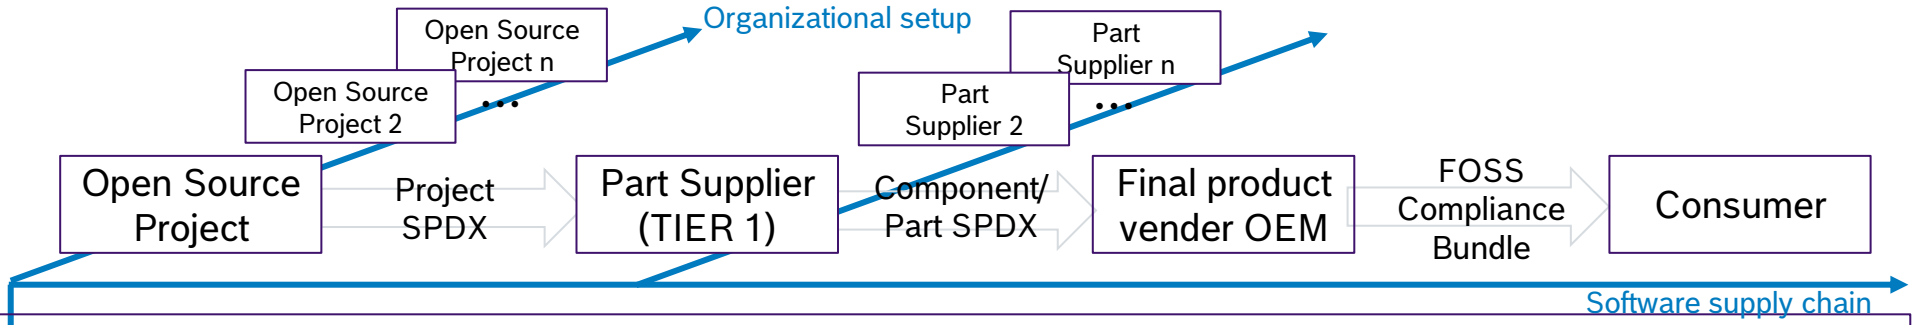 Open Source
Project n
Organizational setup
Part
Supplier n
Open Source
Project 2
...
Part
Supplier 2
...
Open Source
Project
Project
SPDX
Part Supplier
(TIER 1)
Component/
Part SPDX
Final product
vender OEM
FOSS
Compliance
Bundle
Consumer
Software supply chain